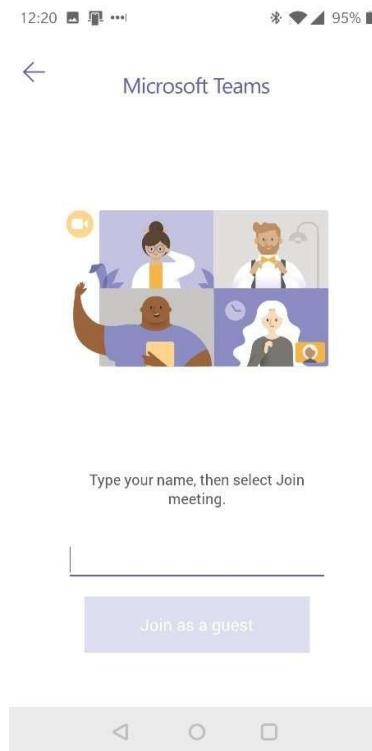 12:20 95%
Microsoft Teams
Type your name, then select Join
meeting.
Join as a guest